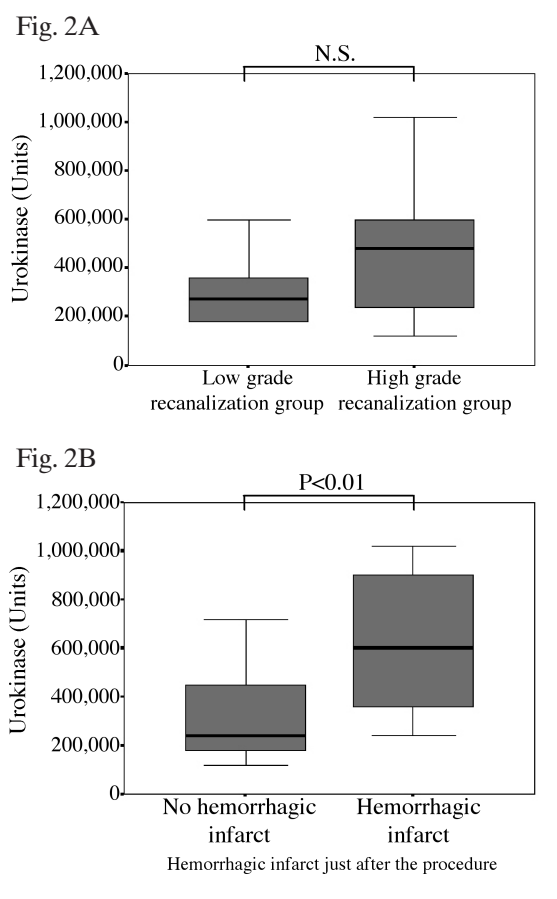 Fig. 2A
N.S.
1,200,000
1,000,000
800,000
600,000
400,000
200,000
0
Urokinase (Units)
Low grade
recanalization group
High grade
recanalization group
Fig. 2B
P<0.01
1,200,000
1,000,000
800,000
600,000
400,000
200,000
0
Urokinase (Units)
No hemorrhagic
infarct
Hemorrhagic
infarct
Hemorrhagic infarct just after the procedure